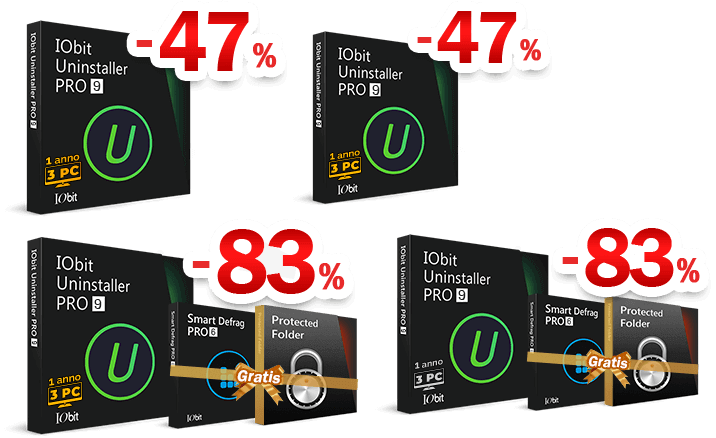 -47%
IObit
Uninstaller
PRO 9
IObit Uninstaller PRO 9
U
1 anno
3 PC
IObit
-47%
IObit
Uninstaller
PRO 9
IObit Uninstaller PRO 9
U
1 anno
3 PC
IObit
-83%
IObit
Uninstaller
PRO 9
IObit Uninstaller PRO 9
U
1 anno
3 PC
IObit
Smart Defrag
PRO 6
Smart Defrag PRO 6
IObit
Protected
Folder
Gratis
-83%
IObit
Uninstaller
PRO 9
IObit Uninstaller PRO 9
U
1 anno
3 PC
IObit
Smart Defrag
PRO 6
Smart Defrag PRO 6
IObit
Protected
Folder
Gratis